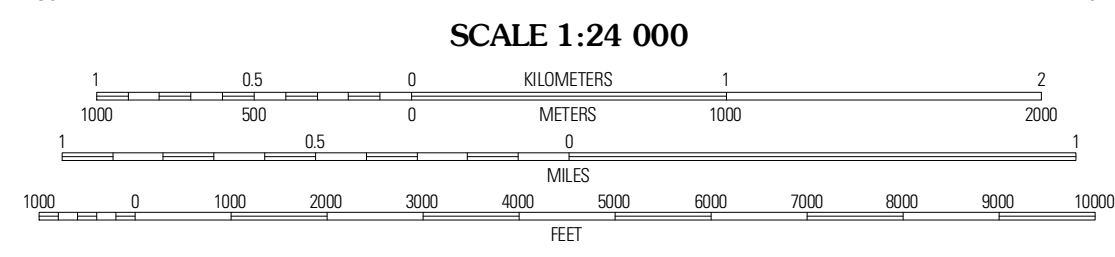 SCALE 1:24 000
1 0.5 0 KILOMETERS 1 2
1000 500 0 METERS 1000 2000
1 0.5 0 1
MILES
1000 0 1000 2000 3000 4000 5000 6000 7000 8000 9000 10000
FEET